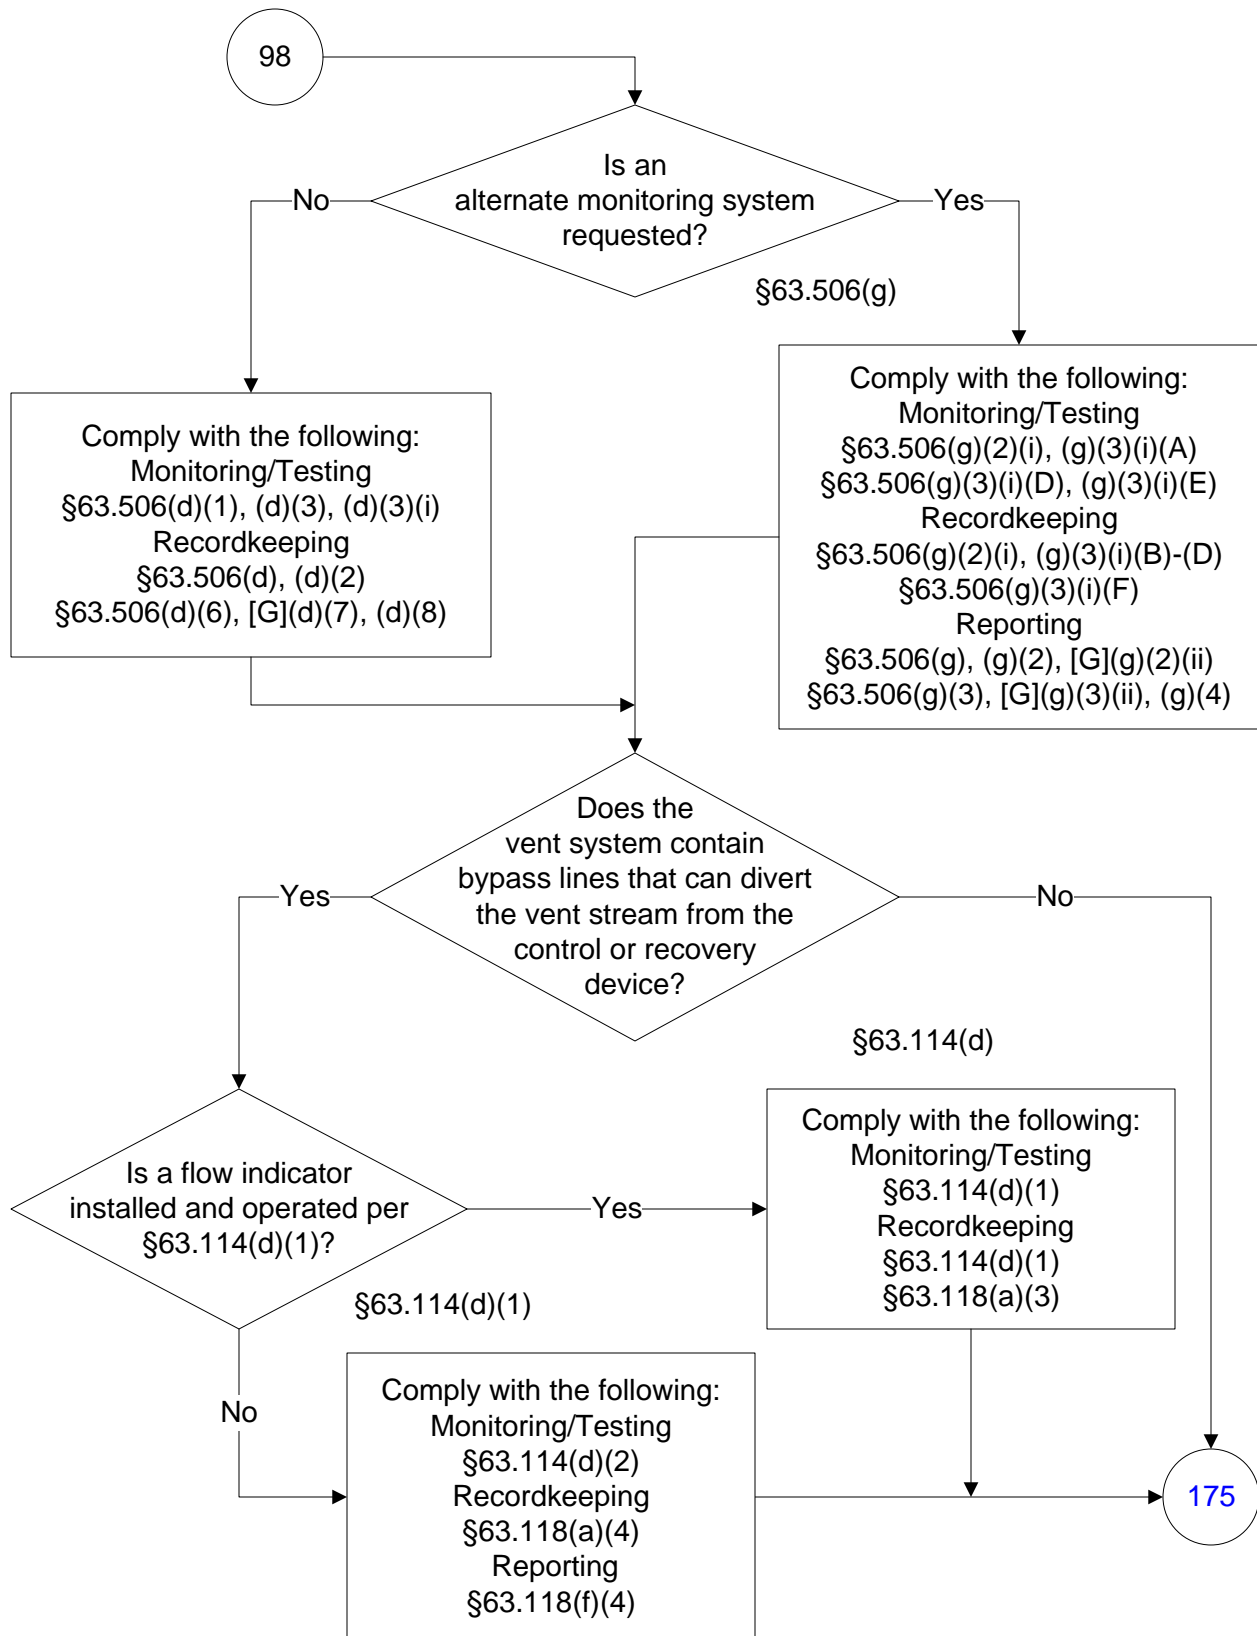 98
Is an
alternate monitoring system
requested?
No
Yes
§63.506(g)
Comply with the following:
Monitoring/Testing
§63.506(d)(1), (d)(3), (d)(3)(i)
Recordkeeping
§63.506(d), (d)(2)
§63.506(d)(6), [G](d)(7), (d)(8)
Comply with the following:
Monitoring/Testing
§63.506(g)(2)(i), (g)(3)(i)(A)
§63.506(g)(3)(i)(D), (g)(3)(i)(E)
Recordkeeping
§63.506(g)(2)(i), (g)(3)(i)(B)-(D)
§63.506(g)(3)(i)(F)
Reporting
§63.506(g), (g)(2), [G](g)(2)(ii)
§63.506(g)(3), [G](g)(3)(ii), (g)(4)
Does the
vent system contain
bypass lines that can divert
the vent stream from the
control or recovery
device?
Yes
No
§63.114(d)
Is a flow indicator
installed and operated per
§63.114(d)(1)?
Yes
§63.114(d)(1)
Comply with the following:
Monitoring/Testing
§63.114(d)(1)
Recordkeeping
§63.114(d)(1)
§63.118(a)(3)
No
Comply with the following:
Monitoring/Testing
§63.114(d)(2)
Recordkeeping
§63.118(a)(4)
Reporting
§63.118(f)(4)
175